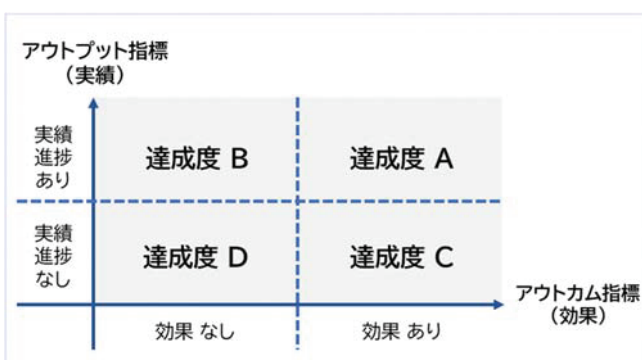 アウトプット指標
（実績）
実績
進捗
あり
達成度 B
達成度 A
実績
進捗
なし
達成度 D
達成度 C
アウトカム指標
（効果）
効果 なし
効果 あり